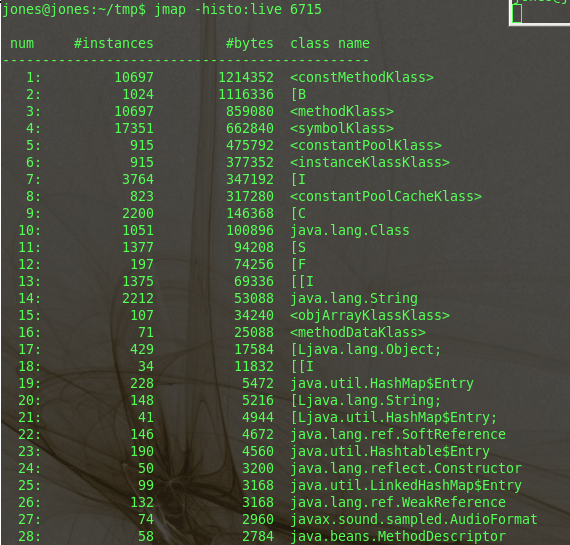 jones@jones:~/tmp$ jmap -histo:live 6715
num #instances #bytes class name
----------------------------------------------
1: 10697 1214352 <constMethodKlass>
2: 1024 1116336 [B
3: 10697 859080 <methodKlass>
4: 17351 662840 <symbolKlass>
5: 915 475792 <constantPoolKlass>
6: 915 377352 <instanceKlassKlass>
7: 3764 347192 [I
8: 823 317280 <constantPoolCacheKlass>
9: 2200 146368 [C
10: 1051 100896 java.lang.Class
11: 1377 94208 [S
12: 197 74256 [F
13: 1375 69336 [[I
14: 2212 53088 java.lang.String
15: 107 34240 <objArrayKlassKlass>
16: 71 25088 <methodDataKlass>
17: 429 17584 [Ljava.lang.Object;
18: 34 11832 [[I
19: 228 5472 java.util.HashMap$Entry
20: 148 5216 [Ljava.lang.String;
21: 41 4944 [Ljava.util.HashMap$Entry;
22: 146 4672 java.lang.ref.SoftReference
23: 190 4560 java.util.Hashtable$Entry
24: 50 3200 java.lang.reflect.Constructor
25: 99 3168 java.util.LinkedHashMap$Entry
26: 132 3168 java.lang.ref.WeakReference
27: 74 2960 javax.sound.sampled.AudioFormat
28: 58 2784 java.beans.MethodDescriptor